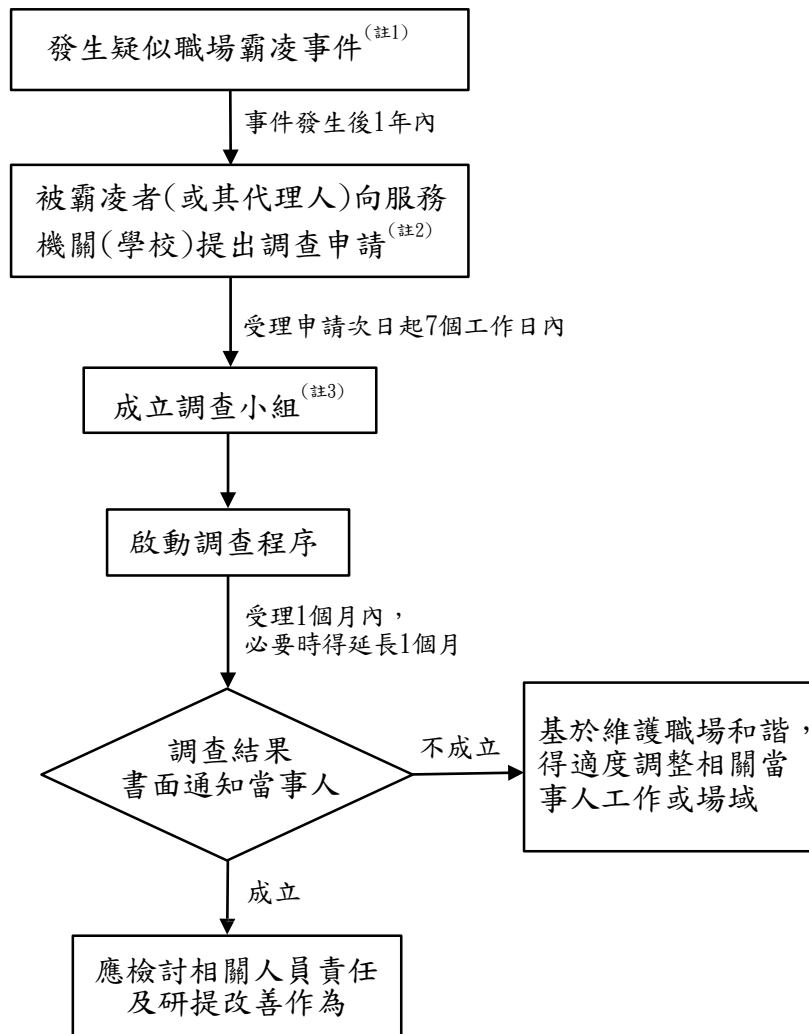 發生疑似職場霸凌事件(註1)
事件發生後1年內
被霸凌者(或其代理人)向服務
機關(學校)提出調查申請(註2)
受理申請次日起7個工作日內
成立調查小組(註3)
啟動調查程序
受理1個月內，
必要時得延長1個月
調查結果
書面通知當事人
不成立
基於維護職場和諧，
得適度調整相關當
事人工作或場域
成立
應檢討相關人員責任
及研提改善作為